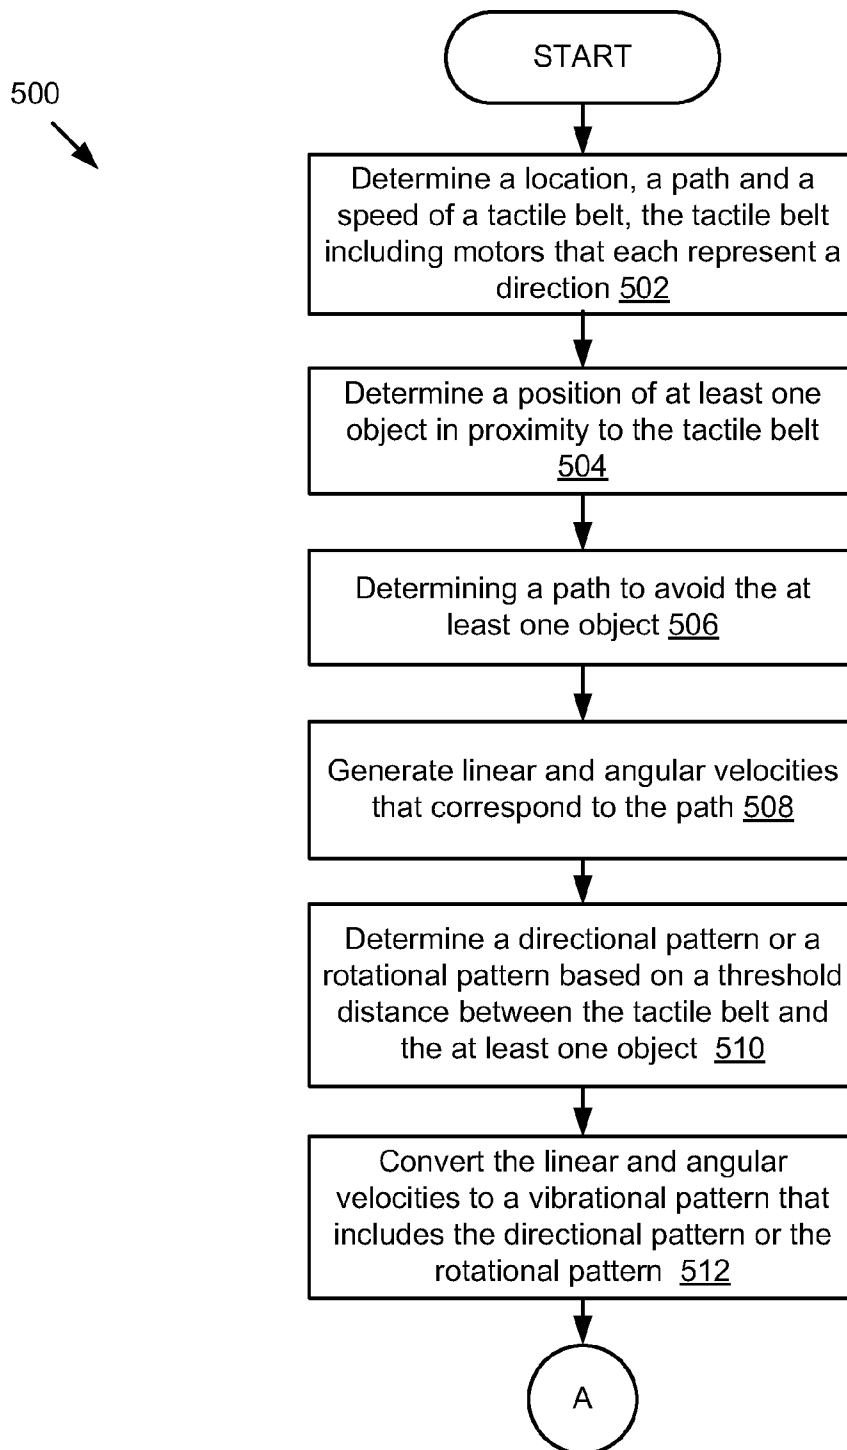 START
500
Determine a location, a path and a
speed of a tactile belt, the tactile belt
including motors that each represent a
direction 502
Determine a position of at least one
object in proximity to the tactile belt
504
Determining a path to avoid the at
least one object 506
Generate linear and angular velocities
that correspond to the path 508
Determine a directional pattern or a
rotational pattern based on a threshold
distance between the tactile belt and
the at least one object 510
Convert the linear and angular
velocities to a vibrational pattern that
includes the directional pattern or the
rotational pattern 512
A